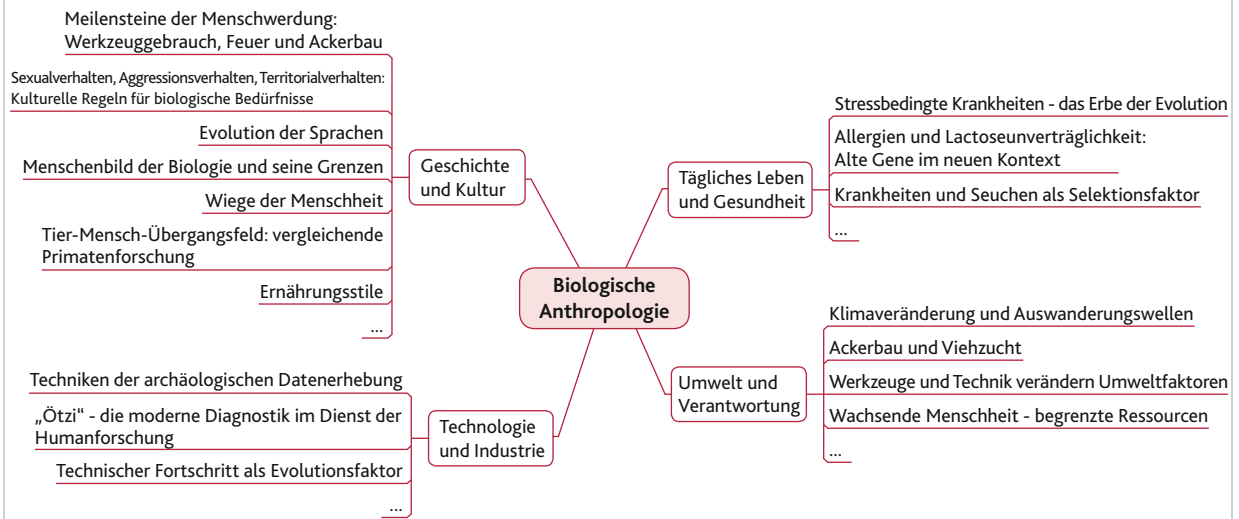 Meilensteine der Menschwerdung:
Werkzeuggebrauch, Feuer und Ackerbau
Sexualverhalten, Aggressionsverhalten, Territorialverhalten:
Kulturelle Regeln für biologische Bedürfnisse
Evolution der Sprachen
Menschenbild der Biologie und seine Grenzen
Wiege der Menschheit
Tier-Mensch-Übergangsfeld: vergleichende
Primatenforschung
Ernährungsstile
...
Geschichte
und Kultur
Tägliches Leben
und Gesundheit
Stressbedingte Krankheiten - das Erbe der Evolution
Allergien und Lactoseunverträglichkeit:
Alte Gene im neuen Kontext
Krankheiten und Seuchen als Selektionsfaktor
...
Biologische
Anthropologie
Techniken der archäologischen Datenerhebung
„Ötzi“ - die moderne Diagnostik im Dienst der
Humanforschung
Technischer Fortschritt als Evolutionsfaktor
...
Technologie
und Industrie
Umwelt und
Verantwortung
Klimaveränderung und Auswanderungswellen
Ackerbau und Viehzucht
Werkzeuge und Technik verändern Umweltfaktoren
Wachsende Menschheit - begrenzte Ressourcen
...